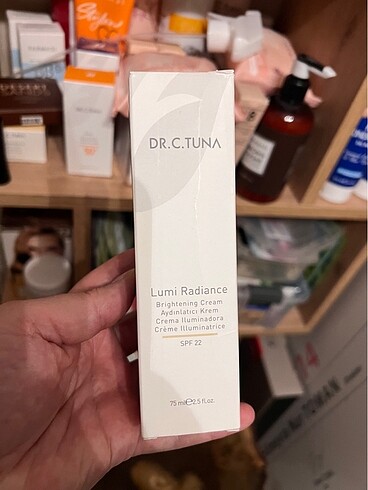 DESERT
DR.C.TUNA
Lumi Radiance
Brightening Cream
Aydınlatıcı Krem
Crema Iluminadora
Crème Illuminatrice
SPF 22
75 ml ℮ 2.5 fl.oz.